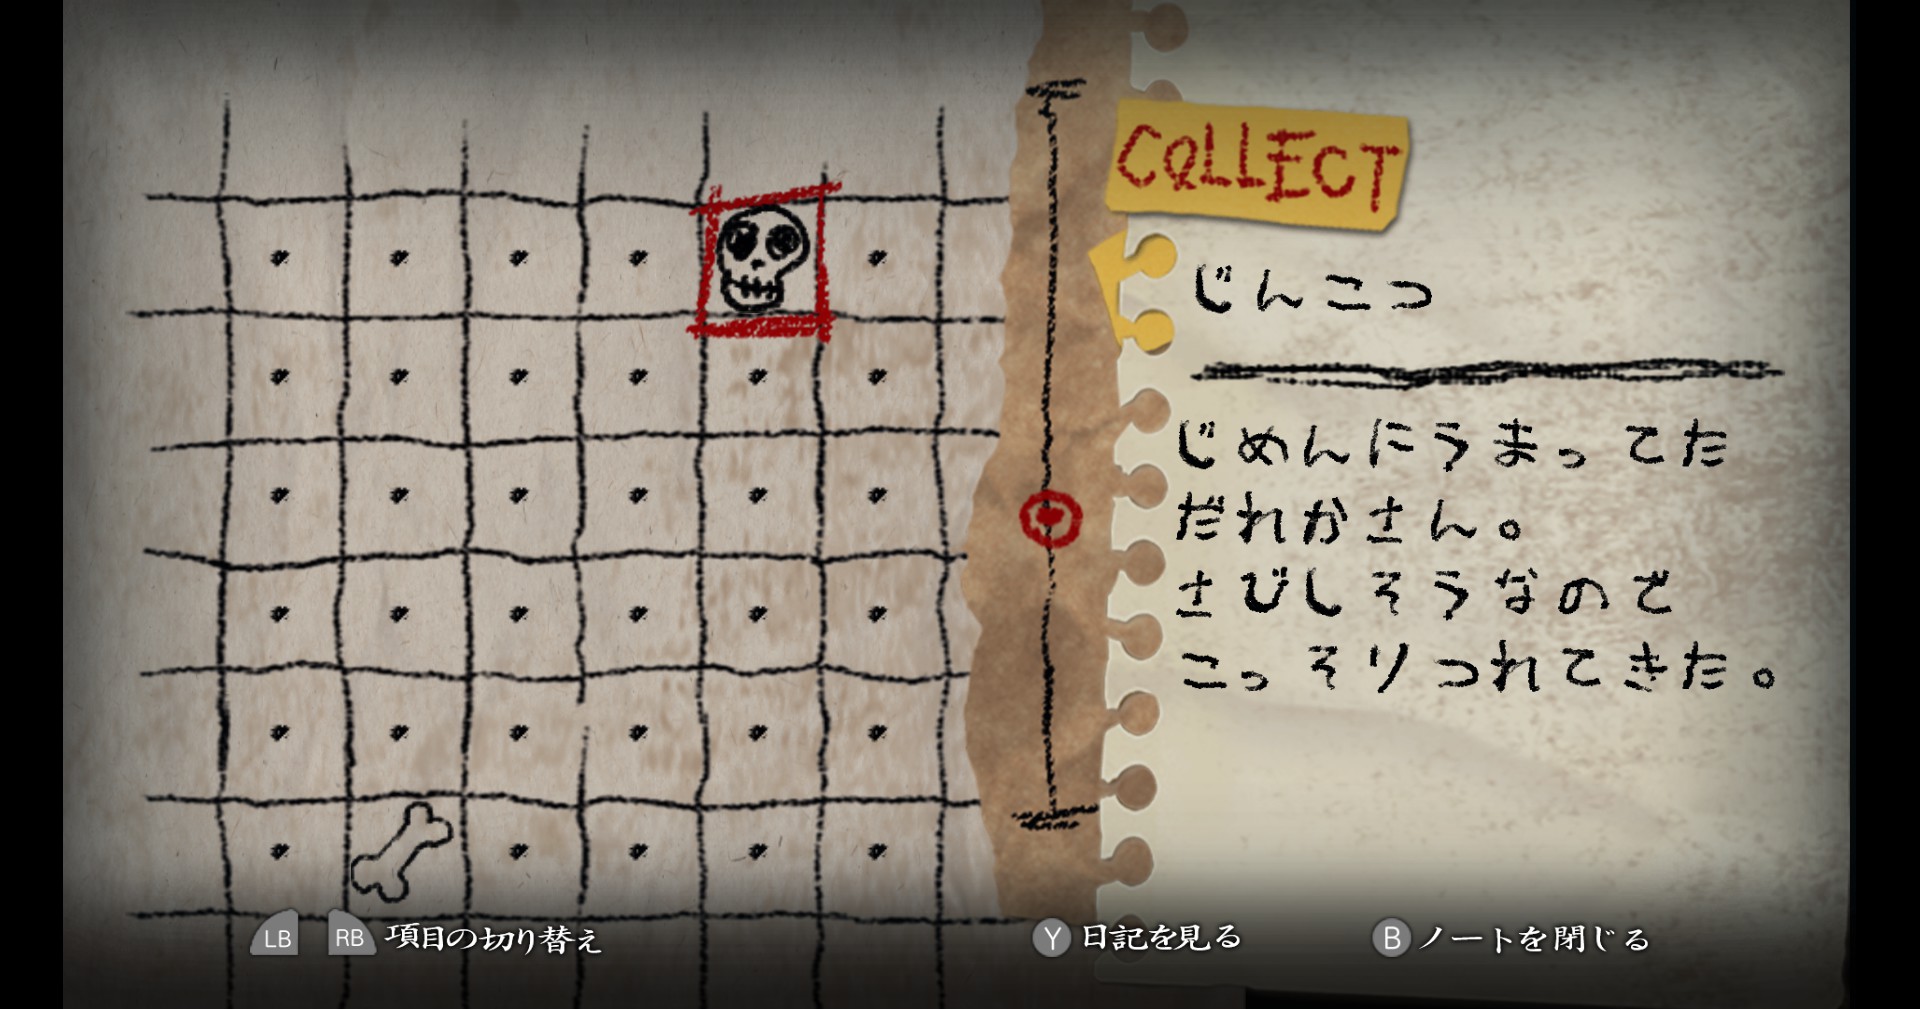 COLLECT
じんこつ
じめんにうまってた
だれかさん。
さびしそうなので
こっそりつれてきた。
LB RB 項目の切り替え
Y 日記を見る
B ノートを閉じる